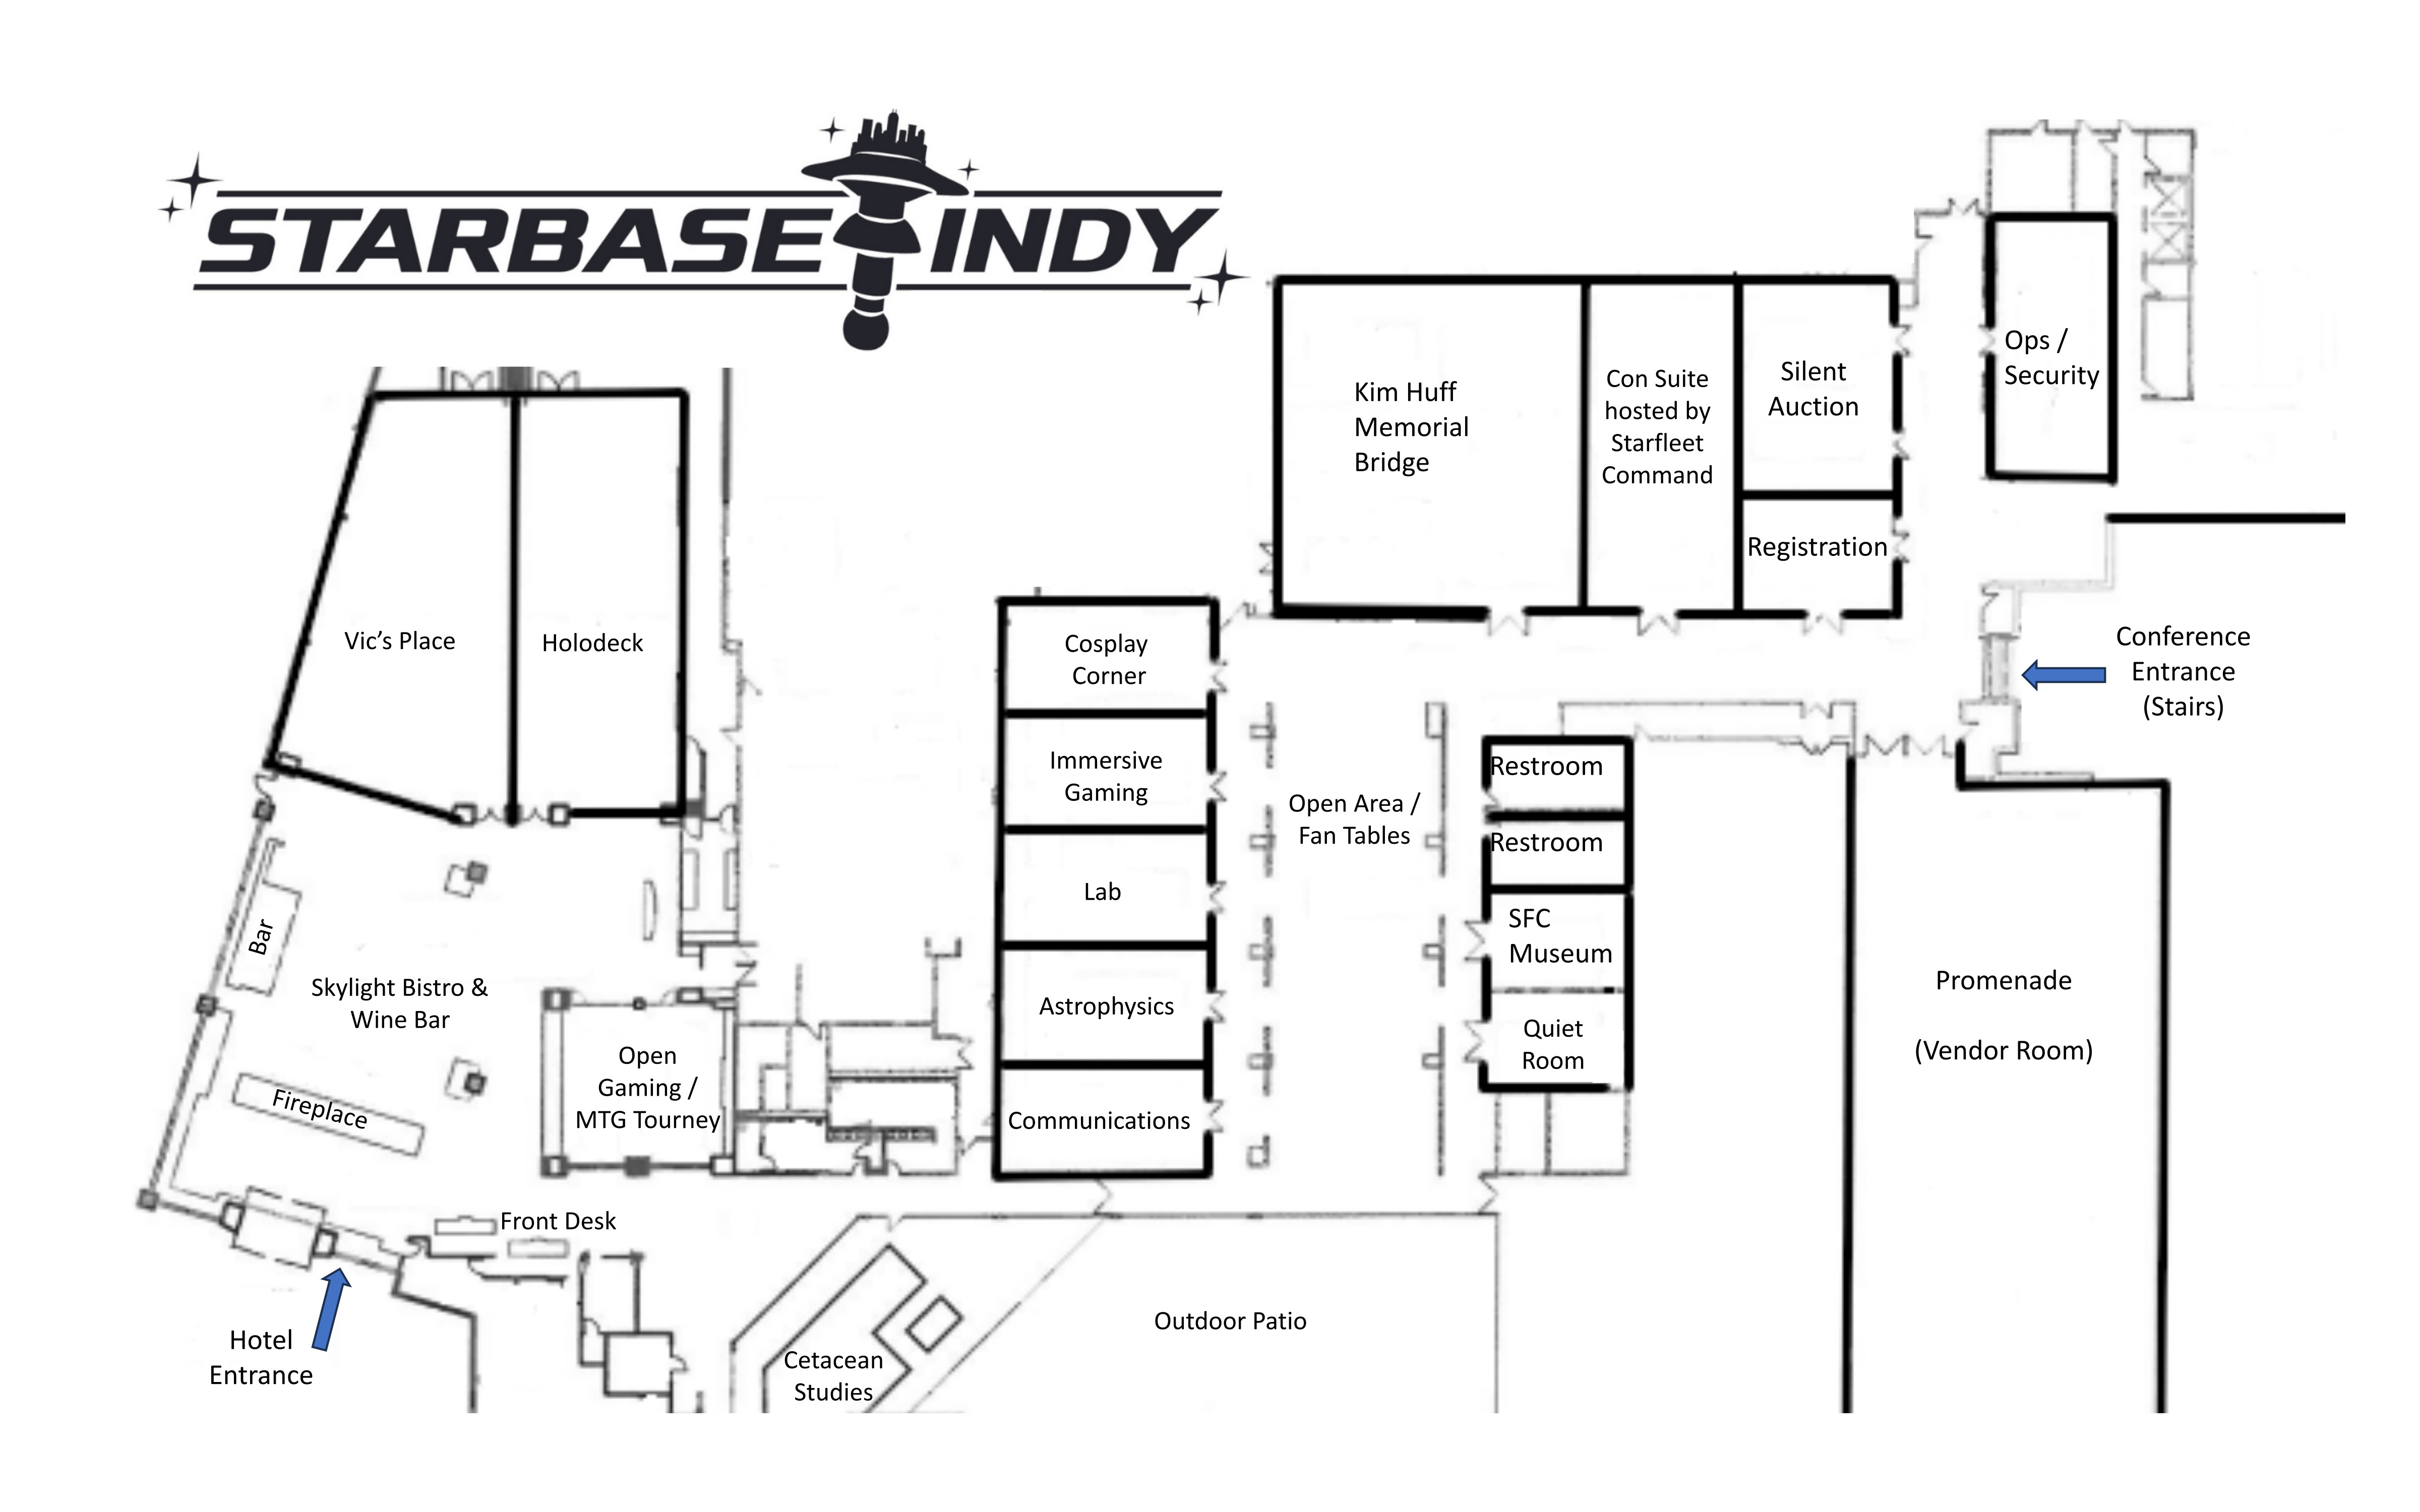 STARBASE INDY
Ops /
Security
Kim Huff
Memorial
Bridge
Con Suite
hosted by
Starfleet
Command
Silent
Auction
Registration
Conference
Entrance
(Stairs)
Vic’s Place
Holodeck
Cosplay
Corner
Immersive
Gaming
Lab
Astrophysics
Communications
Open Area /
Fan Tables
Restroom
Restroom
SFC
Museum
Quiet
Room
Promenade
(Vendor Room)
Bar
Skylight Bistro &
Wine Bar
Fireplace
Open
Gaming /
MTG Tourney
Front Desk
Hotel
Entrance
Cetacean
Studies
Outdoor Patio